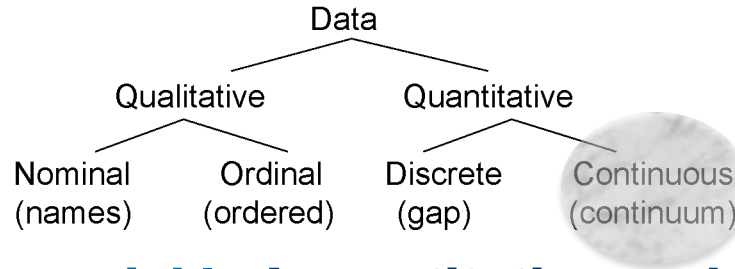 Data
Qualitative Quantitative
Nominal Ordinal Discrete Continuous
(names) (ordered) (gap) (continuum)